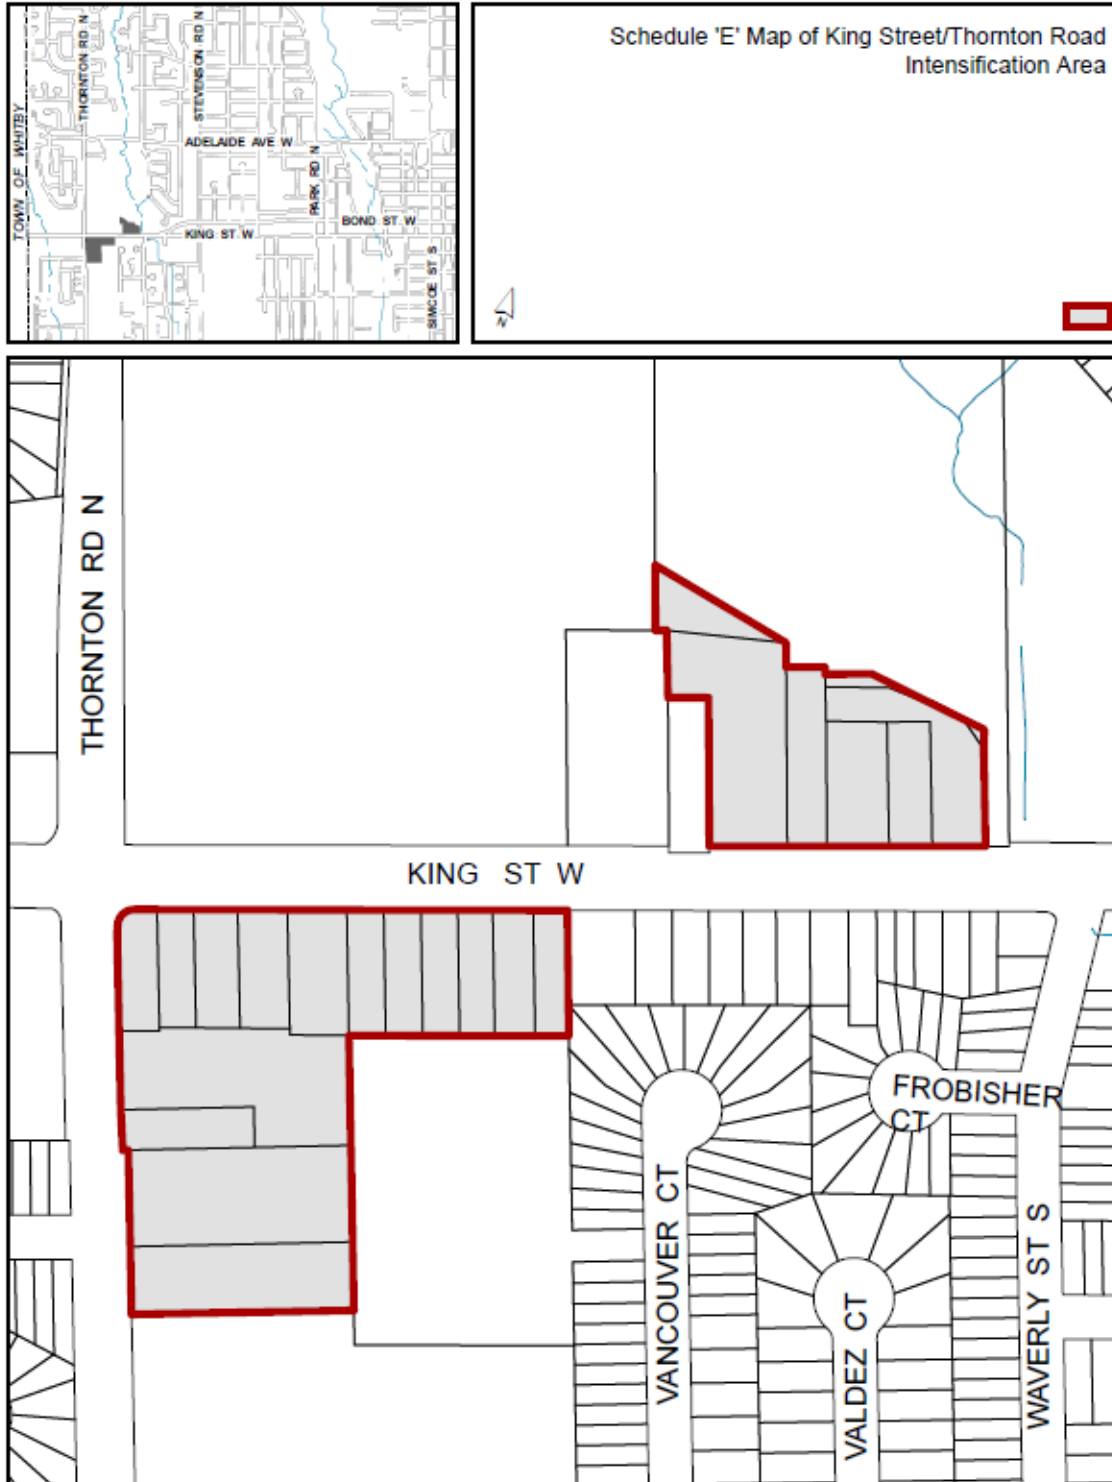 TOWN OF WHITBY
THORNTON RD N
STEVENSON RD N
ADELAIDE AVE W
PARK RD N
BOND ST W
KING ST W
SIMCOE ST S
Schedule 'E' Map of King Street/Thornton Road
Intensification Area
N
THORNTON RD N
KING ST W
FROBISHER
CT
VANCOUVER CT
VALDEZ CT
WAVERLY ST S